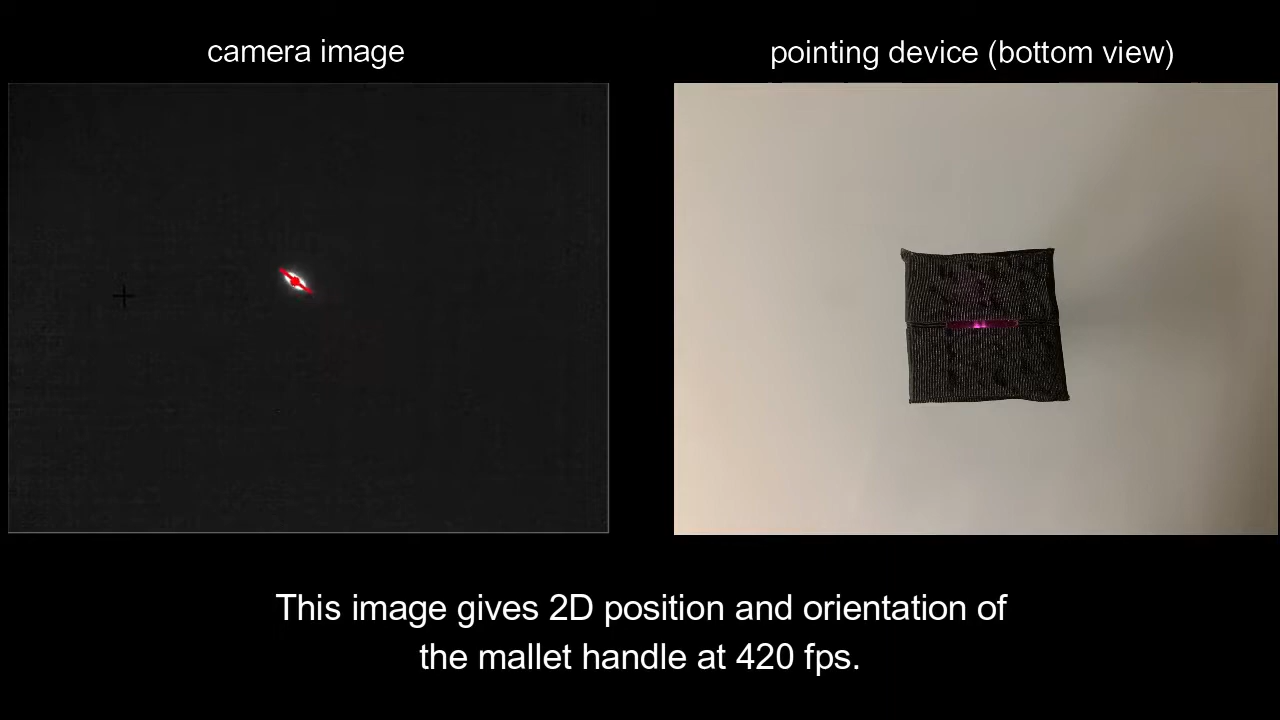 camera image
pointing device (bottom view)
This image gives 2D position and orientation of
the mallet handle at 420 fps.